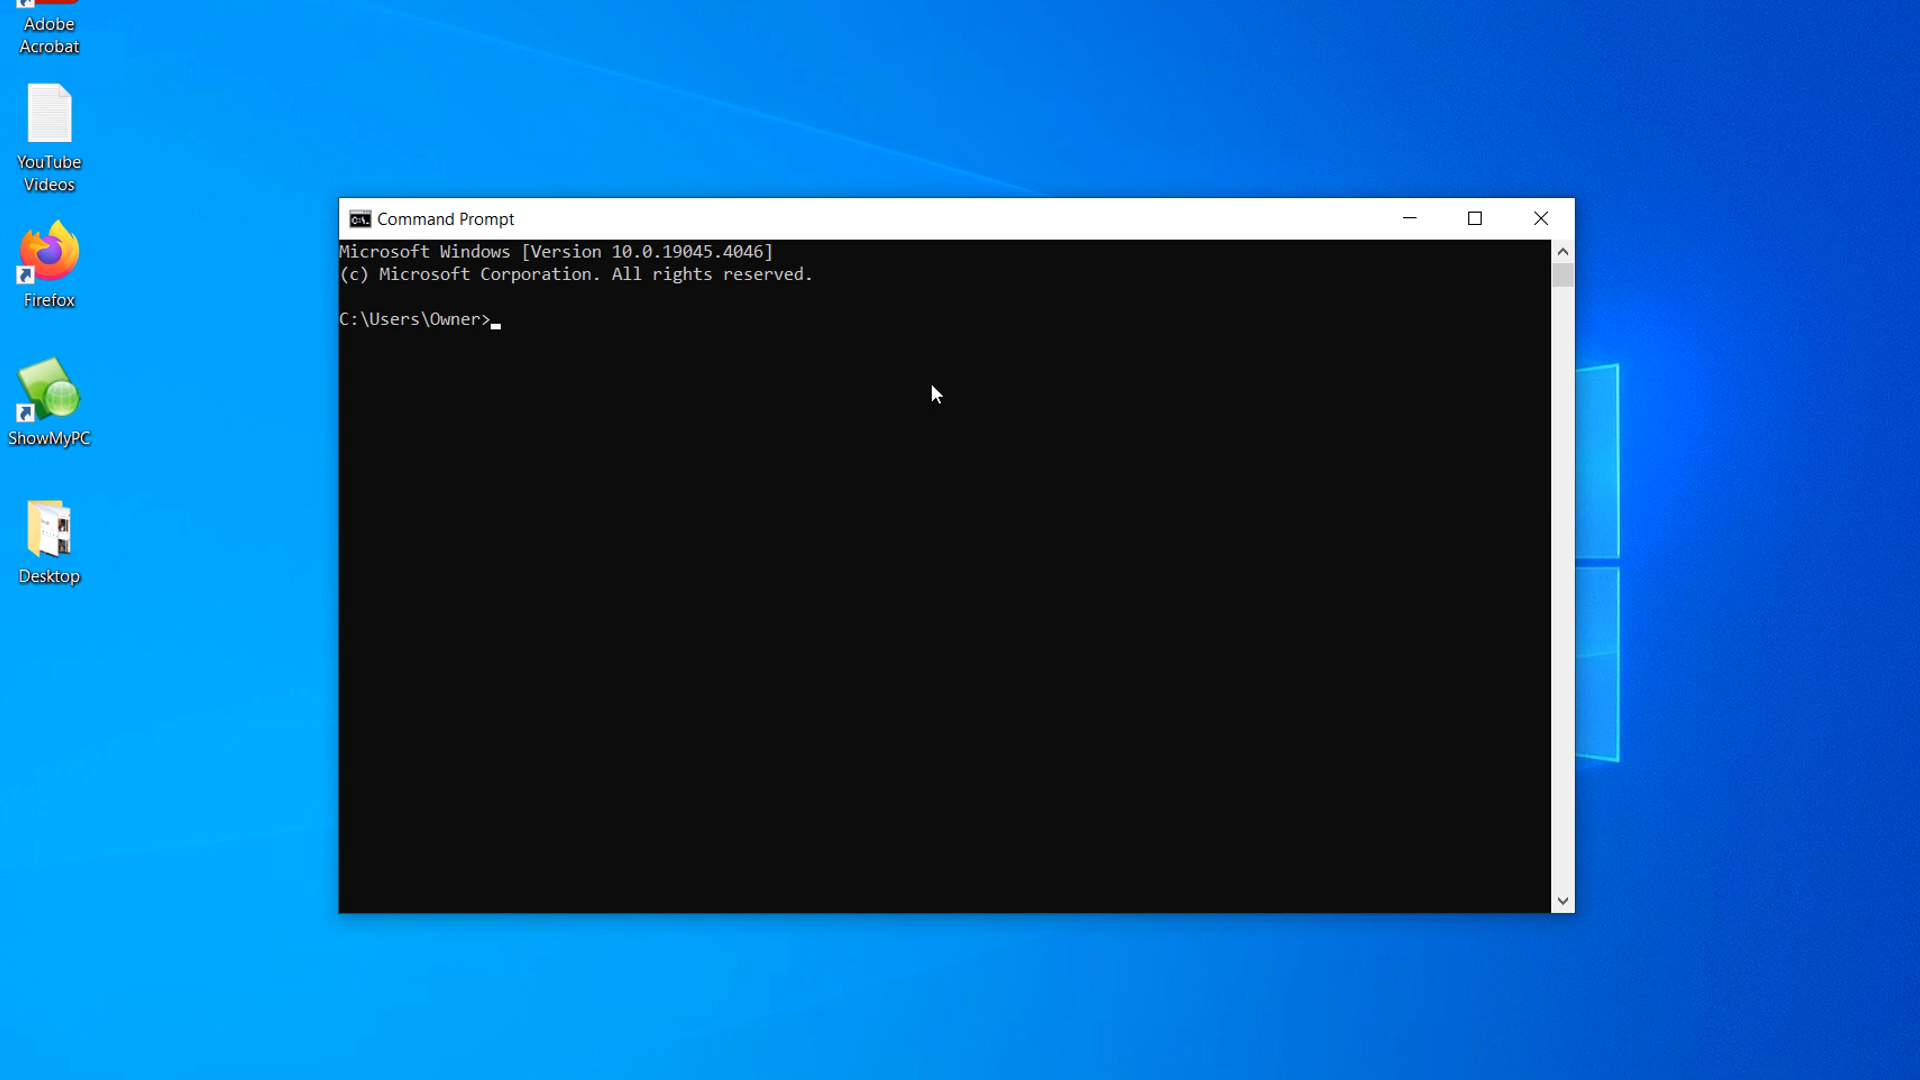 Adobe
Acrobat
YouTube
Videos
Firefox
ShowMyPC
Desktop
Command Prompt
Microsoft Windows [Version 10.0.19045.4046]
(c) Microsoft Corporation. All rights reserved.
C:\Users\Owner>